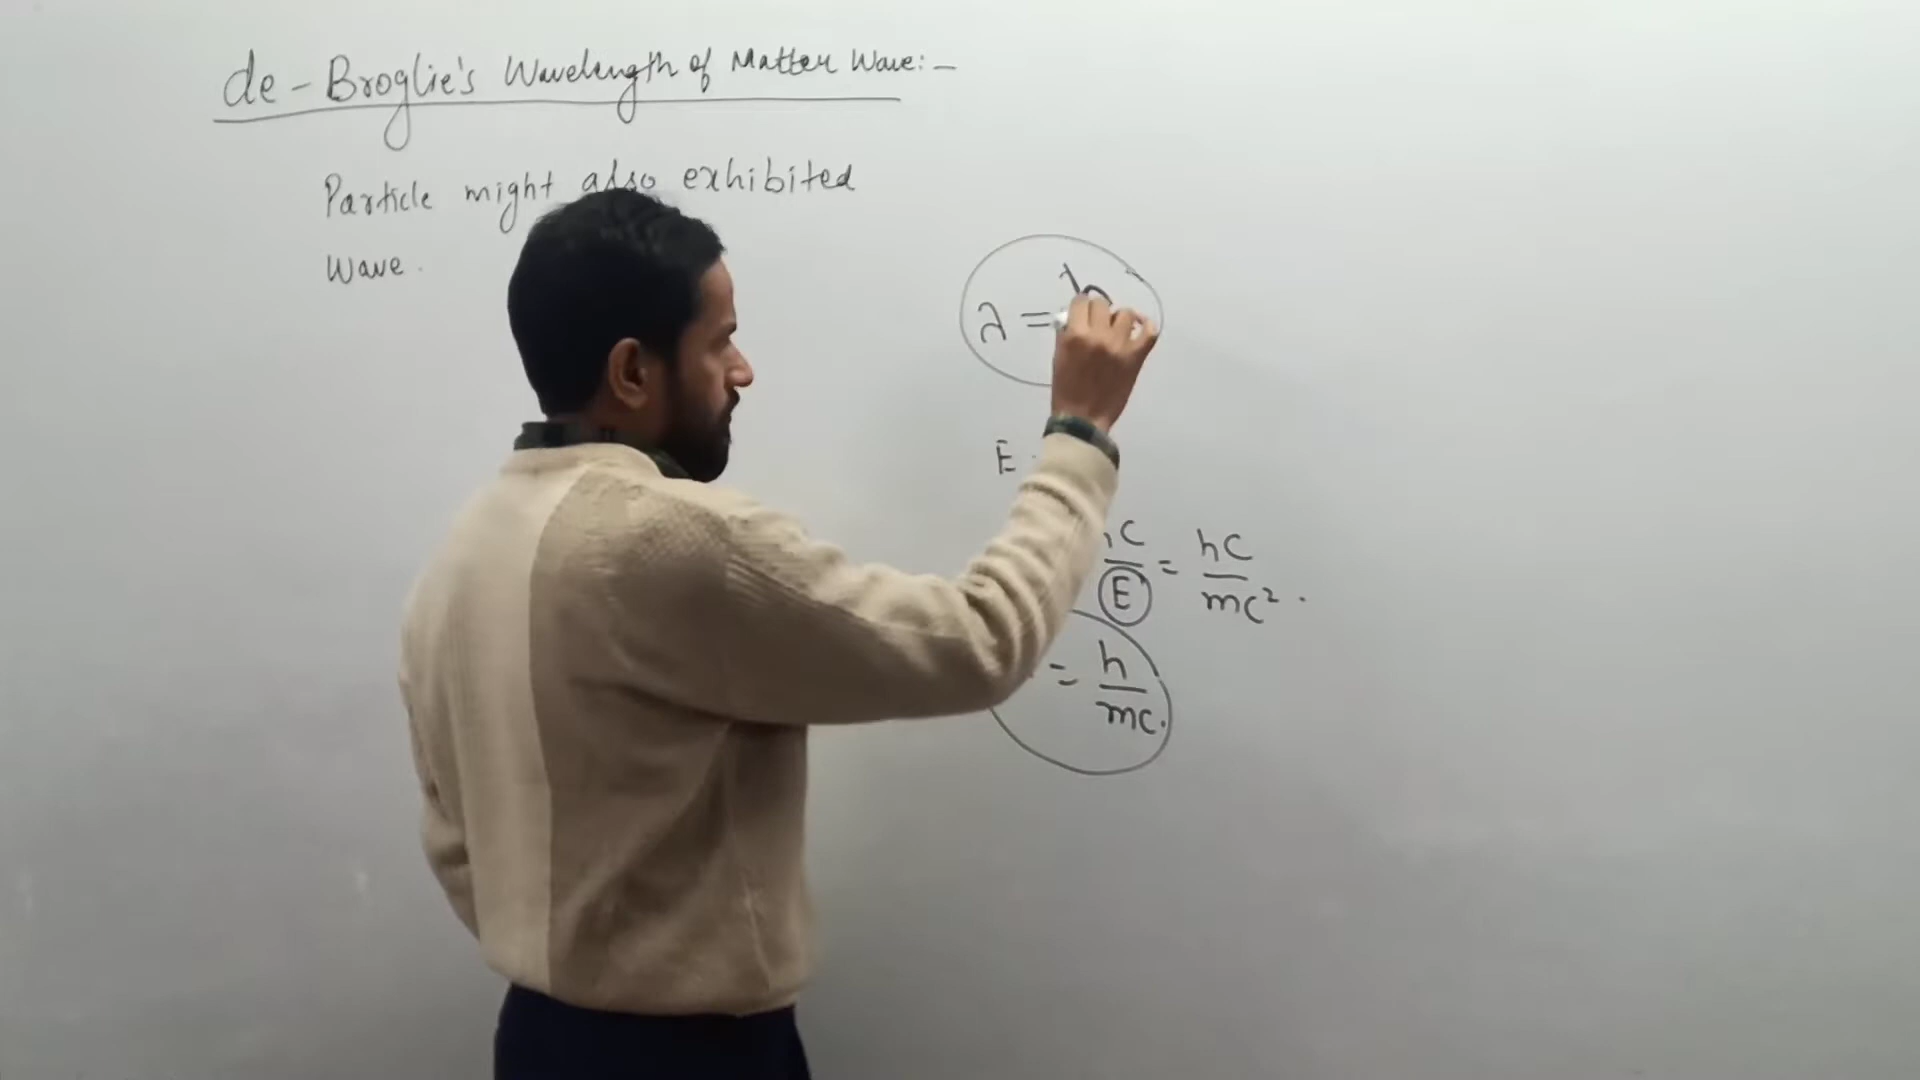 de-Broglie's Wavelength of Matter Wave:-
Particle might also exhibited
Wave.
λ = h
E
hC/E = hC/mc².
= h/mc.